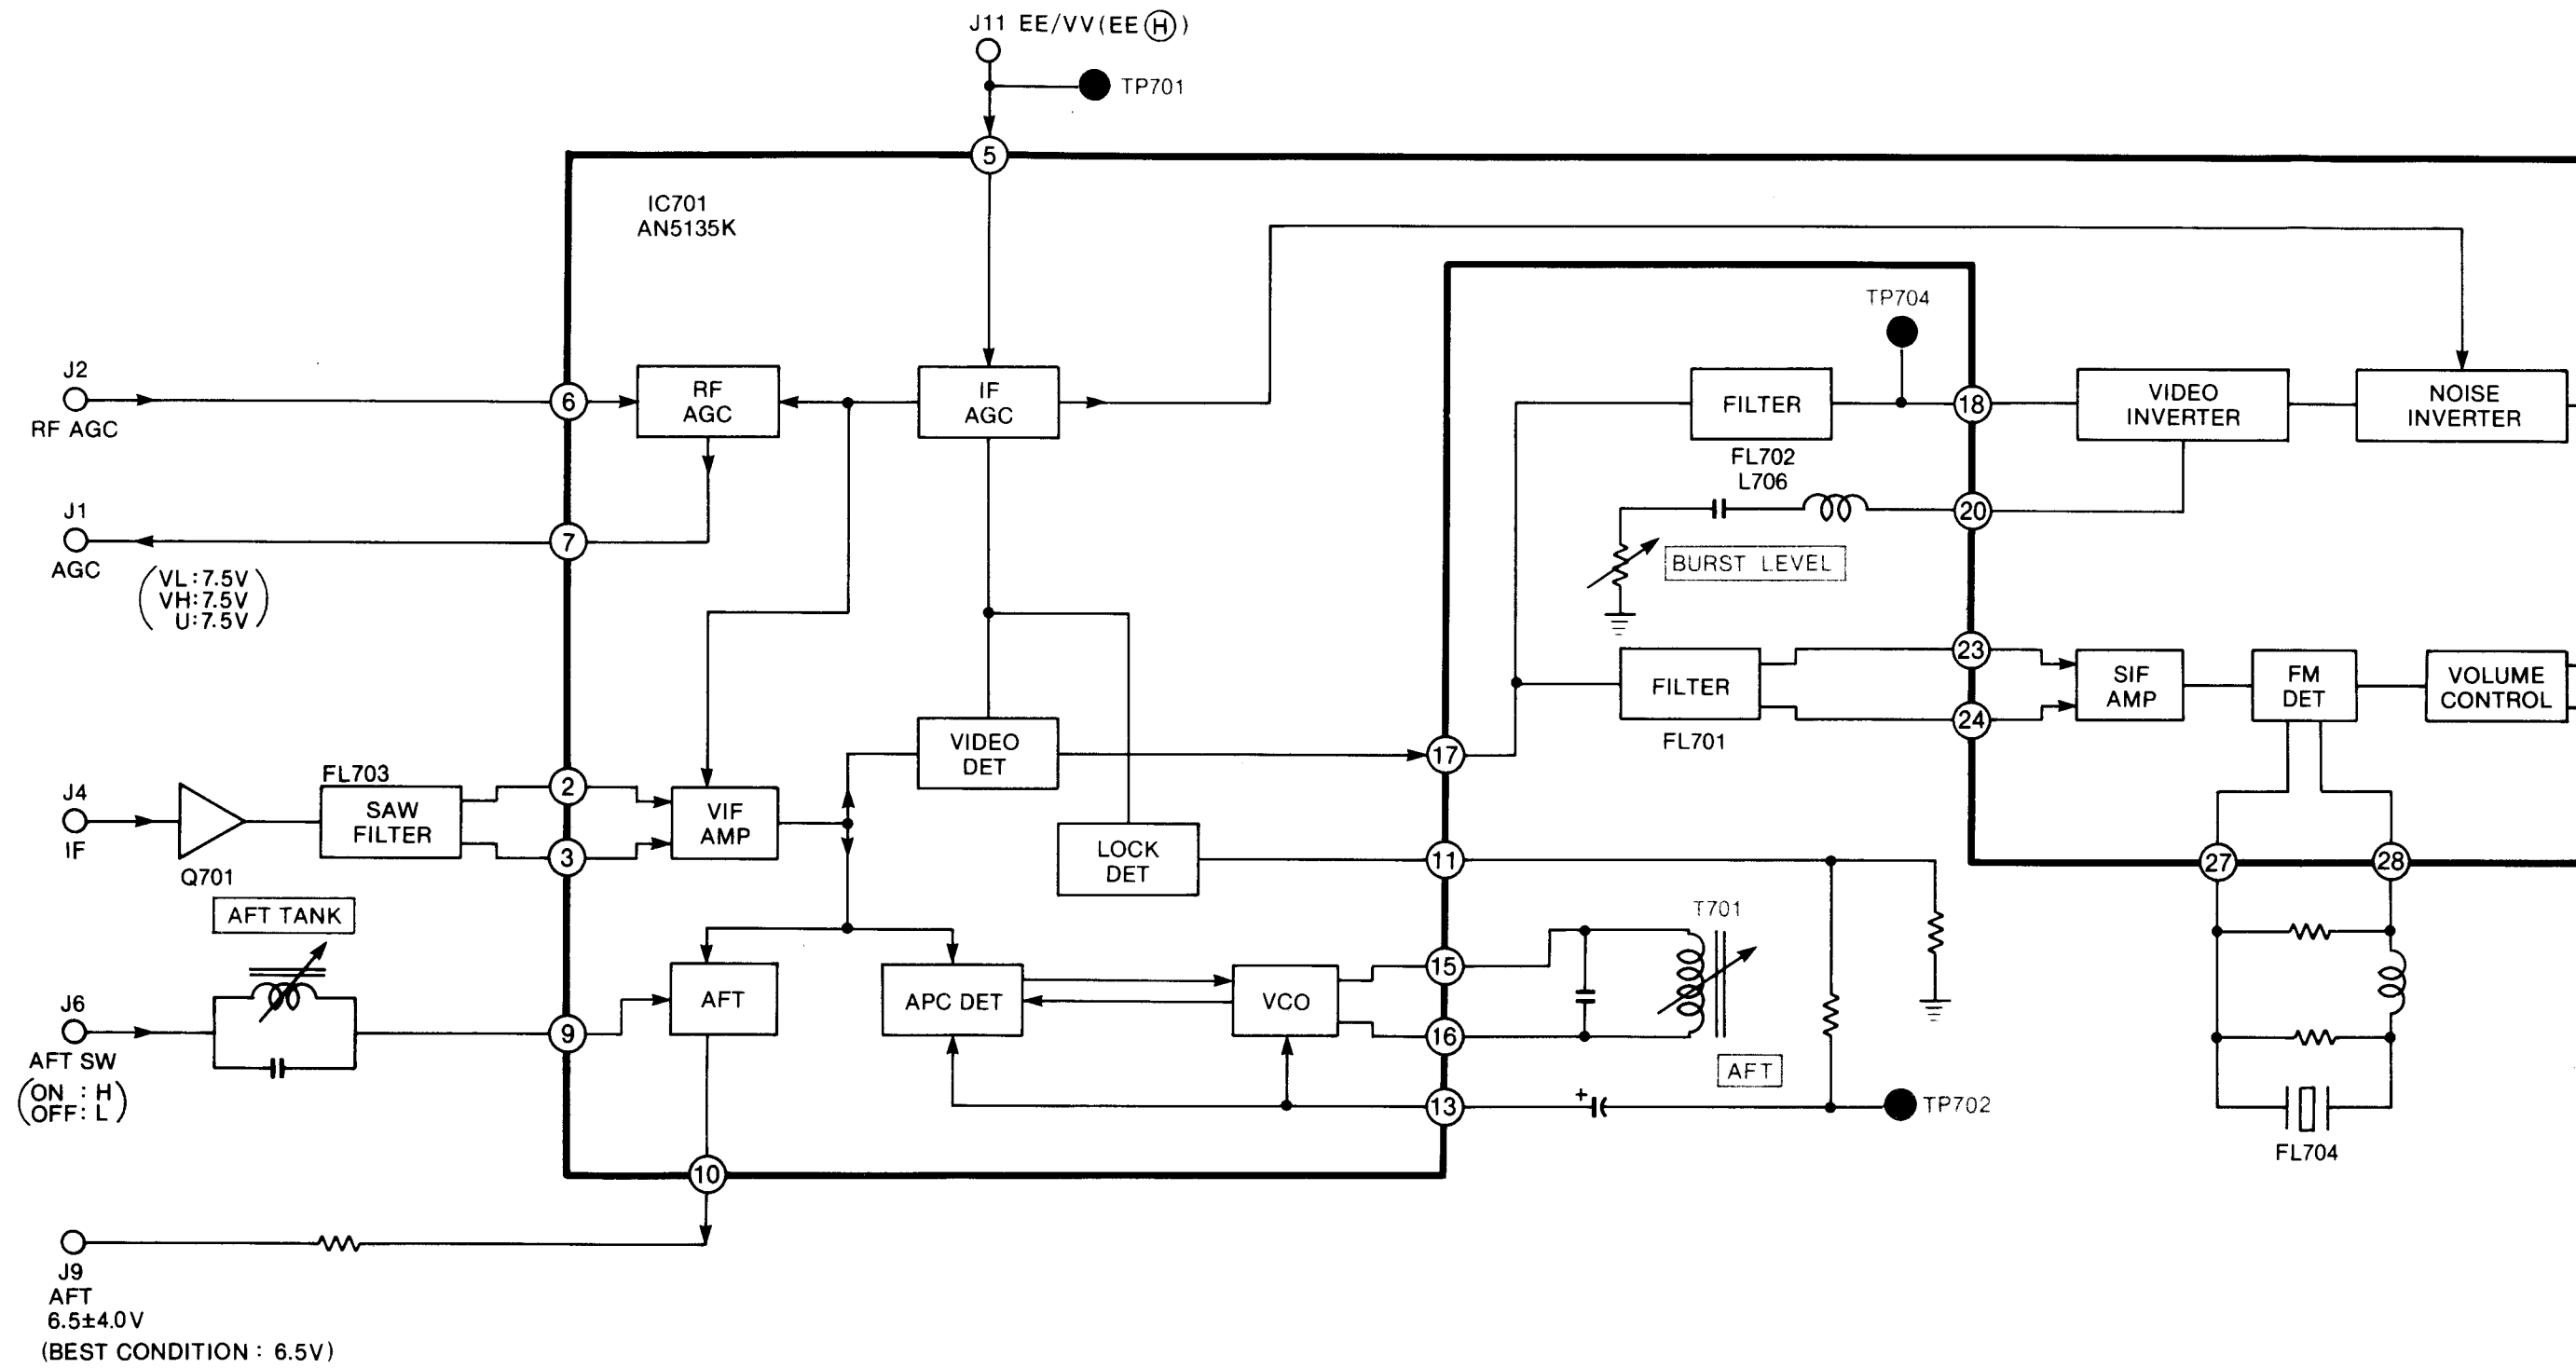 J11 EE/VV(EE Ⓗ)
TP701
5
IC701
AN5135K
TP704
J2
RF AGC
6
RF
AGC
IF
AGC
FILTER
FL702
L706
18
VIDEO
INVERTER
NOISE
INVERTER
J1
AGC
7
(VL:7.5V
VH:7.5V
U:7.5V)
20
BURST LEVEL
FILTER
FL701
23
24
SIF
AMP
FM
DET
VOLUME
CONTROL
VIDEO
DET
17
J4
IF
Q701
FL703
SAW
FILTER
2
3
VIF
AMP
LOCK
DET
11
27
28
AFT TANK
J6
AFT SW
(ON : H
OFF: L)
9
AFT
APC DET
VCO
15
16
T701
AFT
13
+
TP702
FL704
10
J9
AFT
6.5±4.0V
(BEST CONDITION : 6.5V)